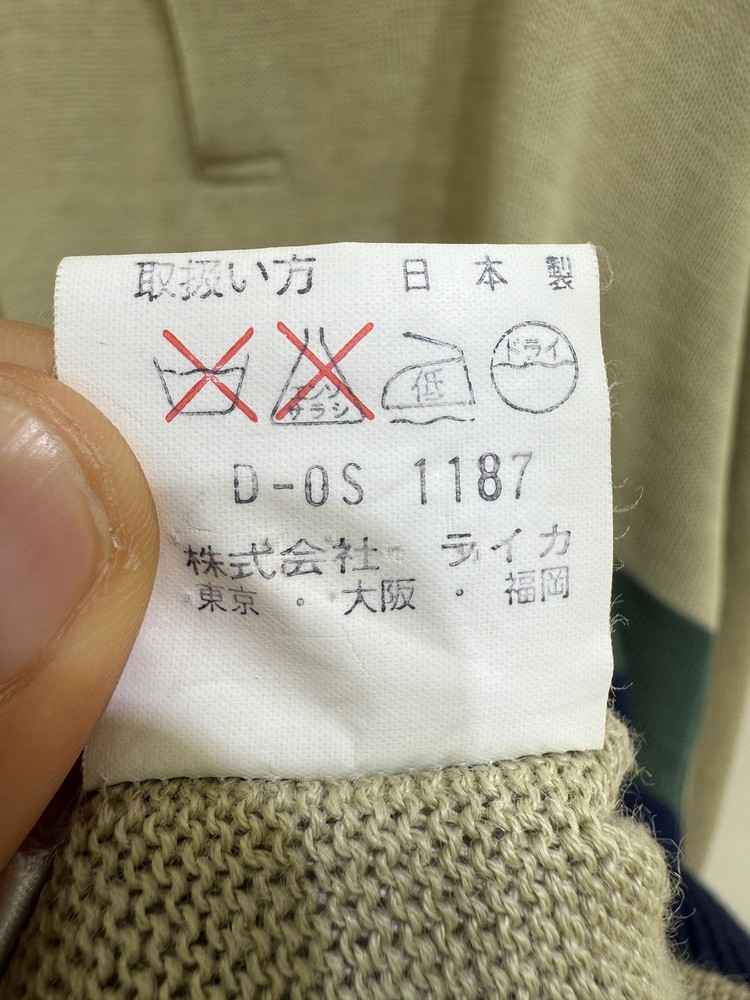 取扱い方 日本製
エンソ
サラシ
低
ドライ
D-0S 1187
株式会社 ライカ
東京・大阪・福岡